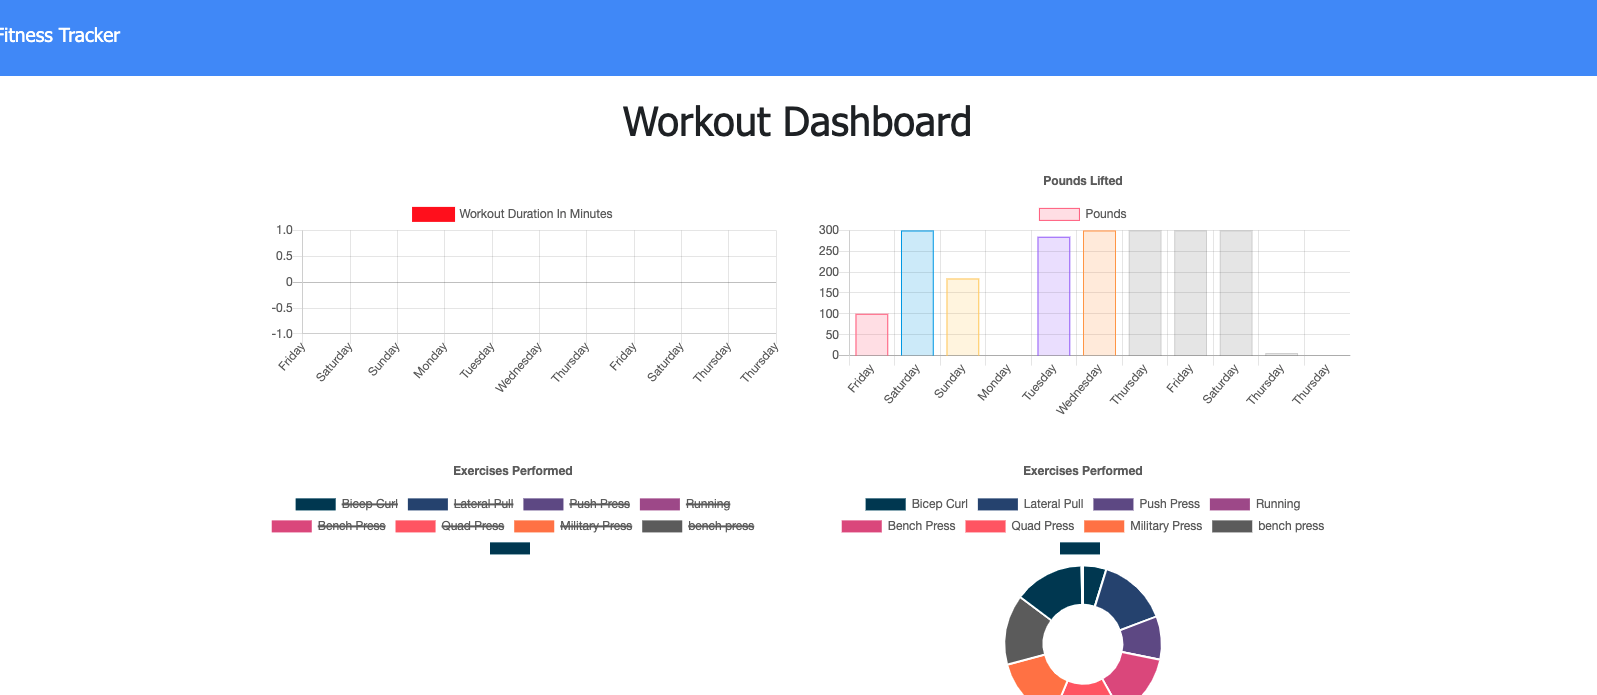 Fitness Tracker
Workout Dashboard
Workout Duration In Minutes
1.0
0.5
0
-0.5
-1.0
Friday Saturday Sunday Monday Tuesday Wednesday Thursday Friday Saturday Thursday Thursday
Pounds Lifted
Pounds
300
250
200
150
100
50
0
Friday Saturday Sunday Monday Tuesday Wednesday Thursday Friday Saturday Thursday Thursday
Exercises Performed
Bicep Curl Lateral Pull Push Press Running
Bench Press Quad Press Military Press bench press
Exercises Performed
Bicep Curl Lateral Pull Push Press Running
Bench Press Quad Press Military Press bench press